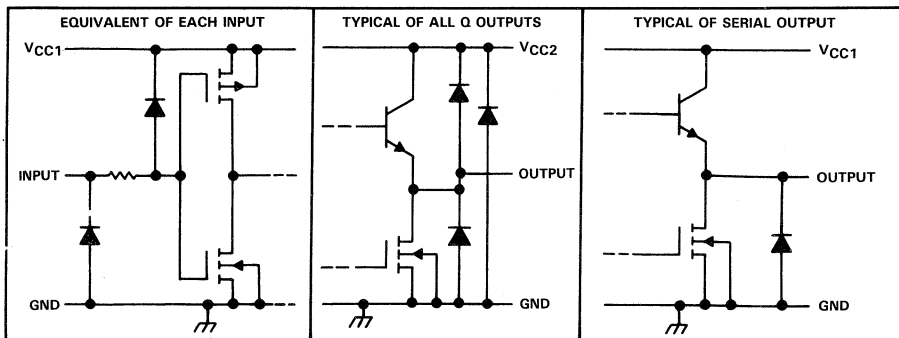 EQUIVALENT OF EACH INPUT
VCC1
INPUT
GND
TYPICAL OF ALL Q OUTPUTS
VCC2
OUTPUT
GND
TYPICAL OF SERIAL OUTPUT
VCC1
OUTPUT
GND